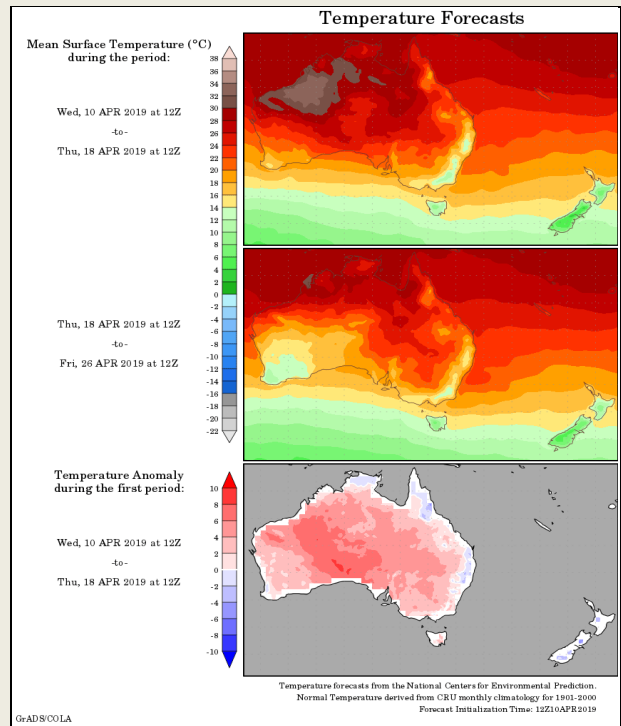 Temperature Forecasts
Mean Surface Temperature (°C)
during the period:
38
36
34
32
30
28
26
24
22
20
18
16
14
12
10
8
6
4
2
0
-2
-4
-6
-8
-10
-12
-14
-16
-17
-18
-20
-22
Wed, 10 APR 2019 at 12Z
-to-
Thu, 18 APR 2019 at 12Z
Thu, 18 APR 2019 at 12Z
-to-
Fri, 26 APR 2019 at 12Z
Temperature Anomaly
during the first period:
10
8
6
4
2
0
-2
-4
-6
-8
-10
Wed, 10 APR 2019 at 12Z
-to-
Thu, 18 APR 2019 at 12Z
Temperature forecasts from the National Centers for Environmental Prediction.
Normal Temperature derived from CRU monthly climatology for 1901-2000
Forecast Initialization Time: 12Z10APR2019
GrADS/COLA